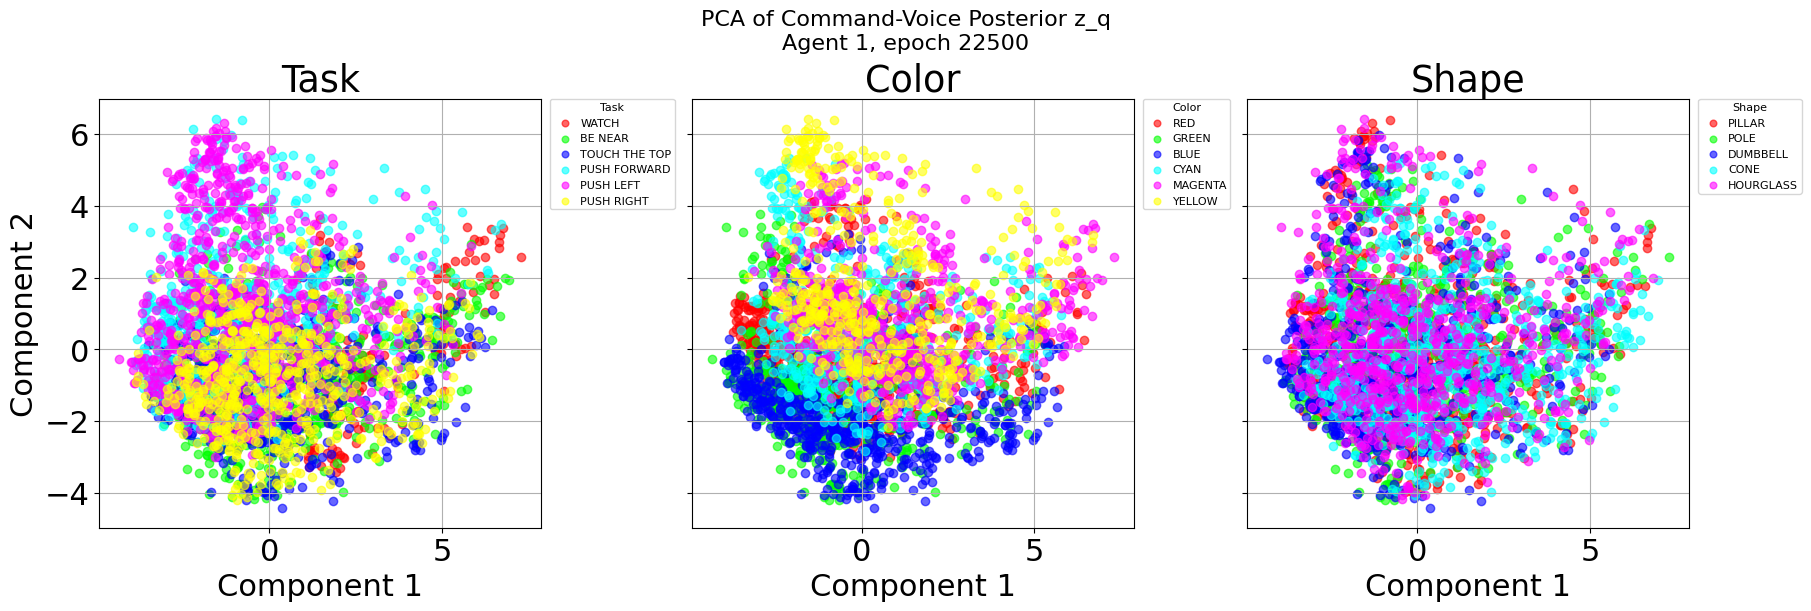 PCA of Command-Voice Posterior z_q
Agent 1, epoch 22500
Task
Component 2
6
4
2
0
−2
−4
0 5
Component 1
Task
WATCH
BE NEAR
TOUCH THE TOP
PUSH FORWARD
PUSH LEFT
PUSH RIGHT
Color
0 5
Component 1
Color
RED
GREEN
BLUE
CYAN
MAGENTA
YELLOW
Shape
0 5
Component 1
Shape
PILLAR
POLE
DUMBBELL
CONE
HOURGLASS